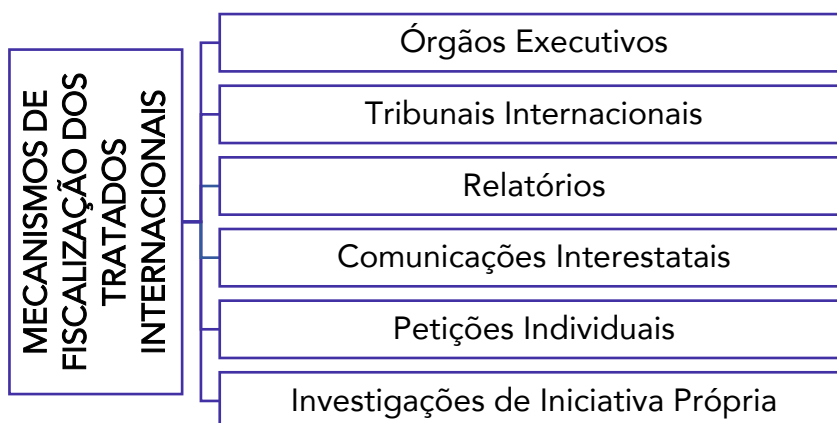 MECANISMOS DE
FISCALIZAÇÃO DOS
TRATADOS
INTERNACIONAIS
Órgãos Executivos
Tribunais Internacionais
Relatórios
Comunicações Interestatais
Petições Individuais
Investigações de Iniciativa Própria